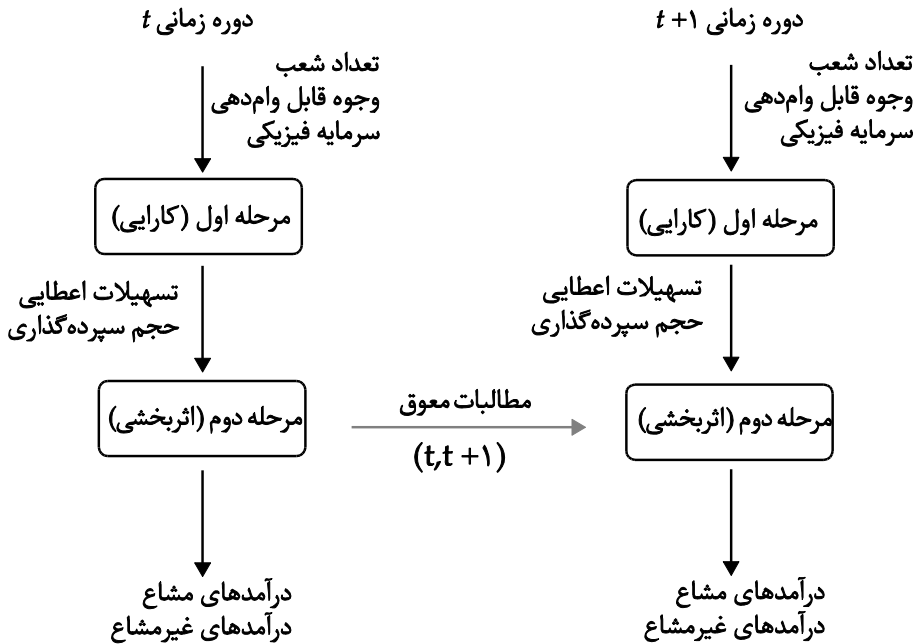 دوره زمانی t
تعداد شعب
وجوه قابل وام‌دهی
سرمایه فیزیکی
مرحله اول (کارایی)
تسهیلات اعطایی
حجم سپرده‌گذاری
مرحله دوم (اثربخشی)
درآمدهای مشاع
درآمدهای غیرمشاع
مطالبات معوق
(t,t +۱)
دوره زمانی t +۱
تعداد شعب
وجوه قابل وام‌دهی
سرمایه فیزیکی
مرحله اول (کارایی)
تسهیلات اعطایی
حجم سپرده‌گذاری
مرحله دوم (اثربخشی)
درآمدهای مشاع
درآمدهای غیرمشاع